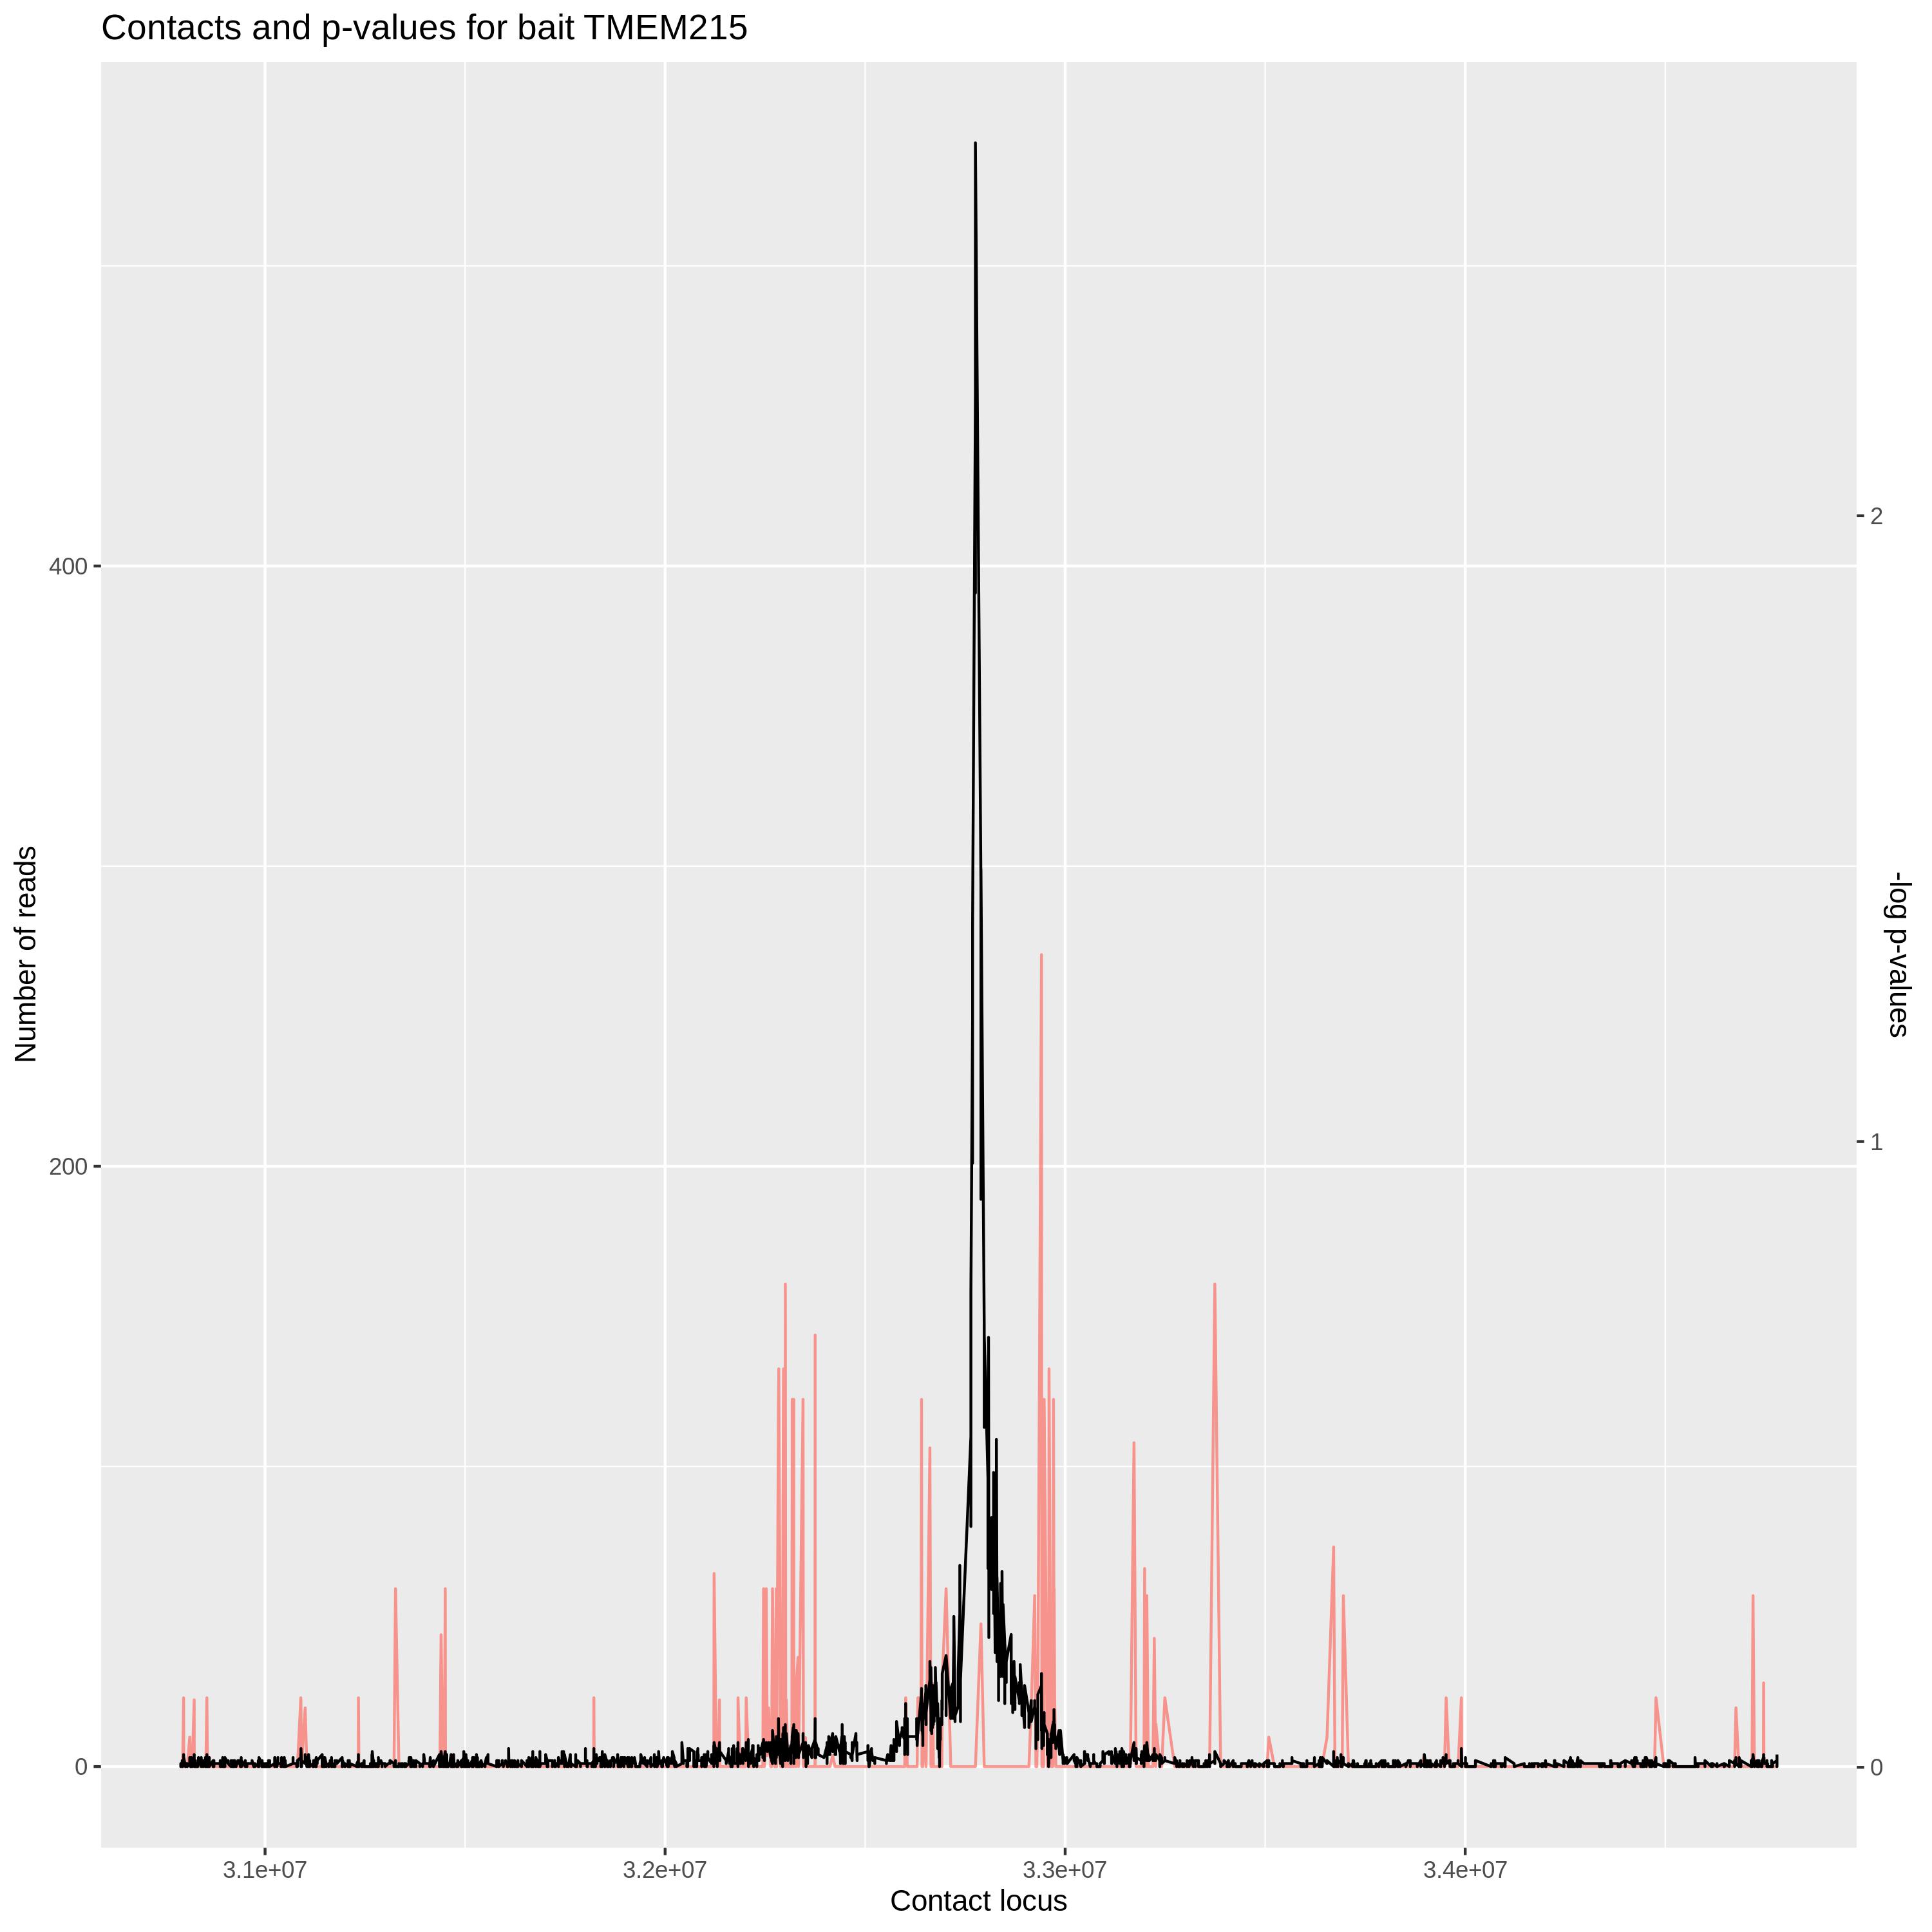 Contacts and p-values for bait TMEM215
Number of reads
400
200
0
2
1
0
-log p-values
3.1e+07
3.2e+07
3.3e+07
3.4e+07
Contact locus